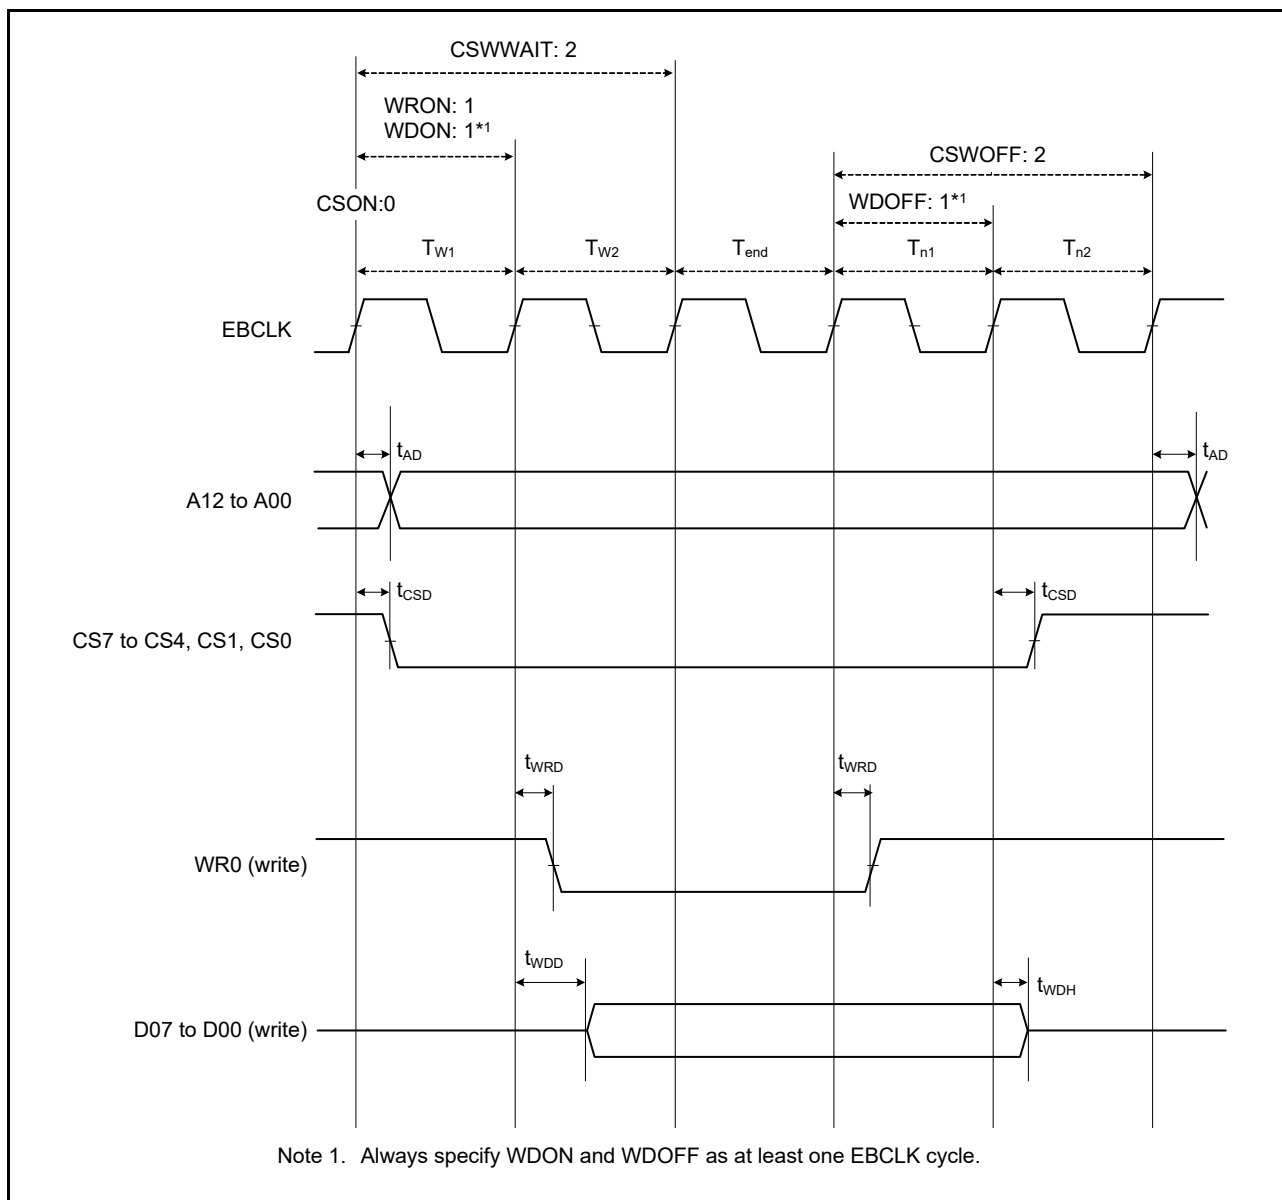 CSWWAIT: 2
WRON: 1
WDON: 1*1
CSWOFF: 2
WDOFF: 1*1
CSON:0
TW1
TW2
Tend
Tn1
Tn2
EBCLK
tAD
tAD
A12 to A00
tCSD
tCSD
CS7 to CS4, CS1, CS0
tWRD
tWRD
WR0 (write)
tWDD
tWDH
D07 to D00 (write)
Note 1. Always specify WDON and WDOFF as at least one EBCLK cycle.